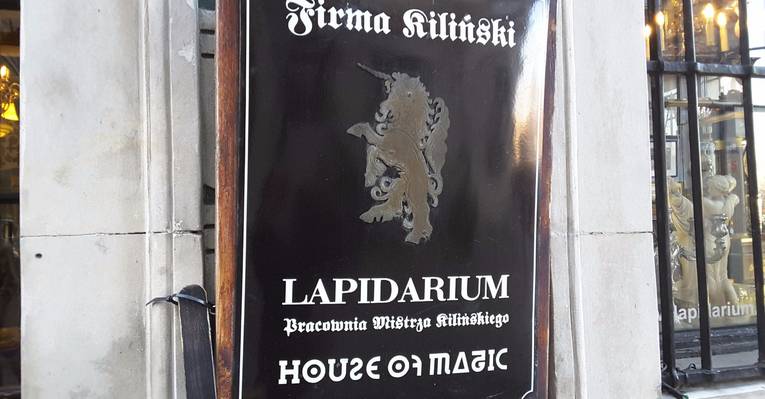 Firma Kiliński
LAPIDARIUM
Pracownia Mistrza Kilińskiego
HOUSE OF MAGIC
lapidarium